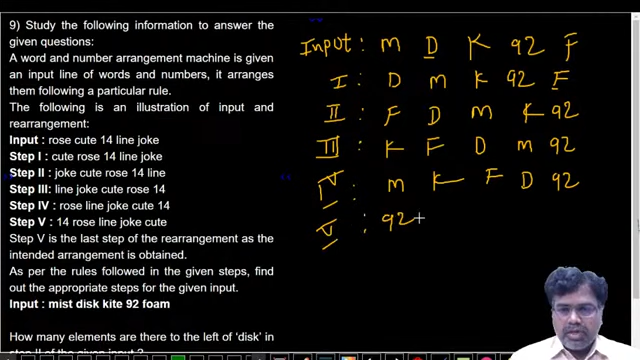 9) Study the following information to answer the
given questions:
A word and number arrangement machine is given
an input line of words and numbers, it arranges
them following a particular rule.
The following is an illustration of input and
rearrangement:
Input : rose cute 14 line joke
Step I : cute rose 14 line joke
Step II : joke cute rose 14 line
Step III: line joke cute rose 14
Step IV : rose line joke cute 14
Step V : 14 rose line joke cute
Step V is the last step of the rearrangement as the
intended arrangement is obtained.
As per the rules followed in the given steps, find
out the appropriate steps for the given input.
Input: mist disk kite 92 foam
How many elements are there to the left of 'disk' in
step II of the given input ?
Input: M D K 92 F
I : D M K 92 F
II : F D M K 92
III : K F D M 92
IV : M K F D 92
V : 92